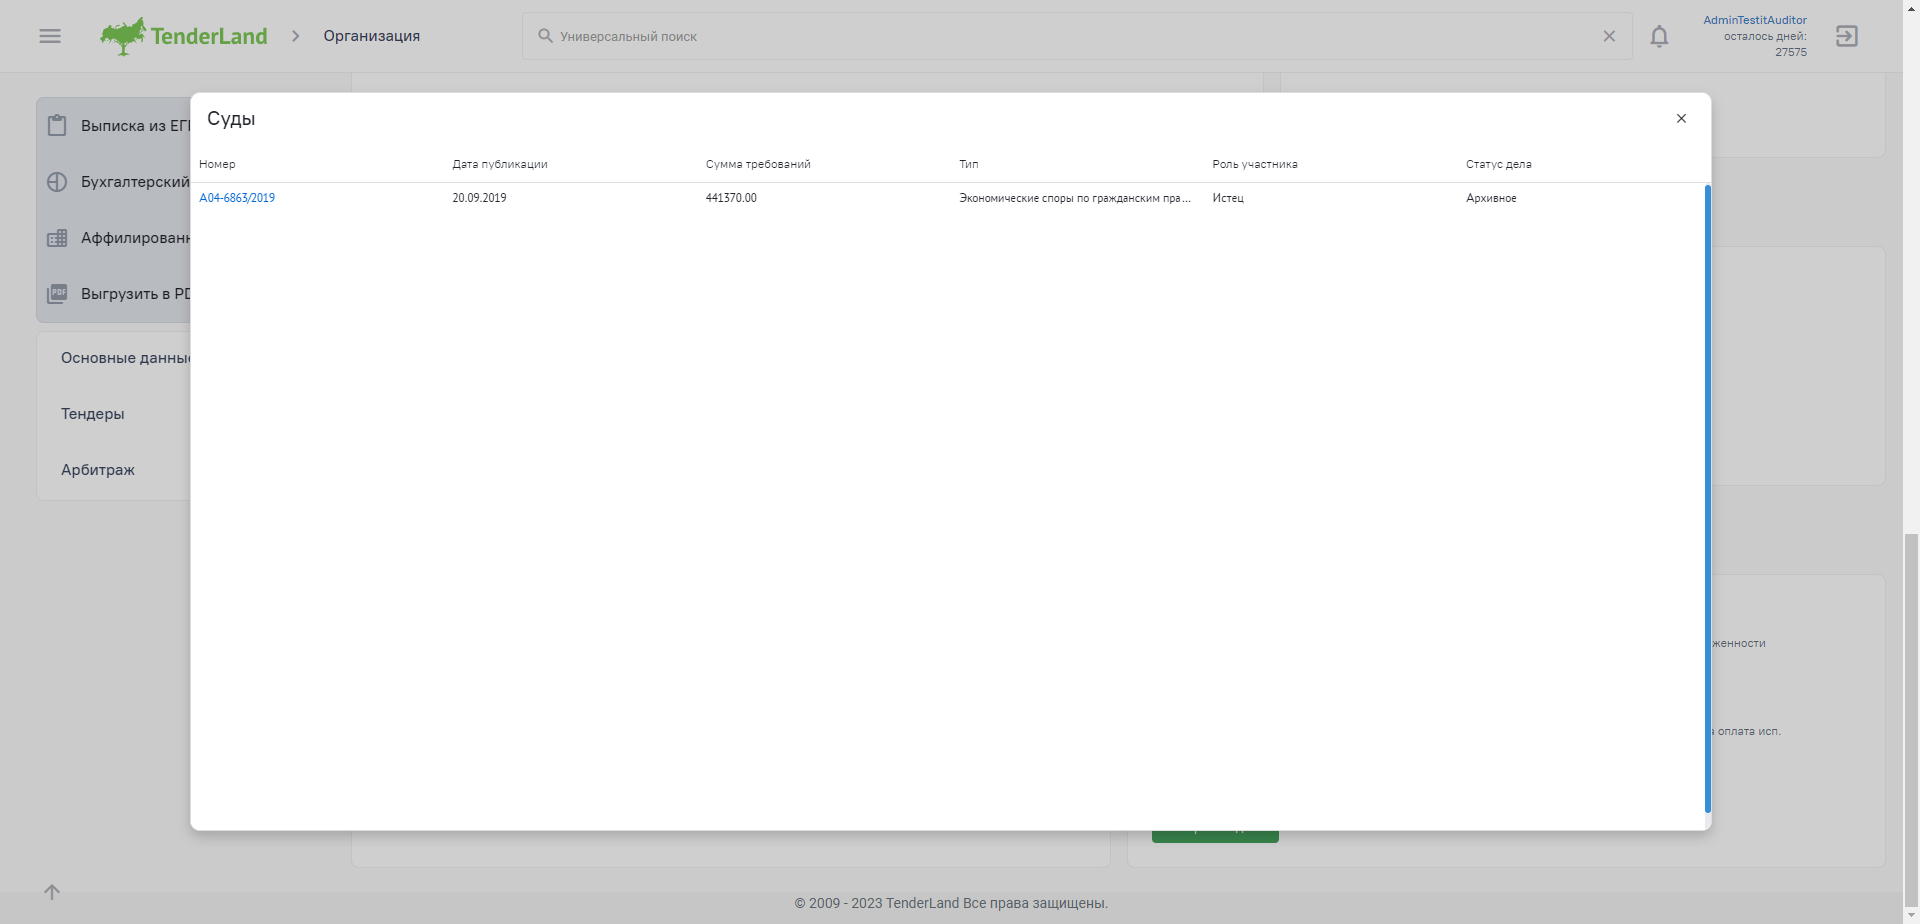 TenderLand
Организация
Универсальный поиск
AdminTestitAuditor
осталось дней:
27575
Выписка из ЕГ
Бухгалтерский
Аффилирован
PDF
Выгрузить в PD
Основные данные
Тендеры
Арбитраж
Суды
Номер Дата публикации Сумма требований Тип Роль участника Статус дела
А04-6863/2019 20.09.2019 441370.00 Экономические споры по гражданским пра... Истец Архивное
женности
а оплата исп.
© 2009 - 2023 TenderLand Все права защищены.